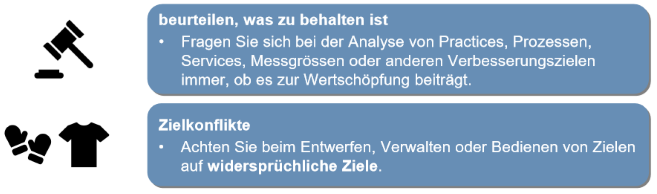 beurteilen, was zu behalten ist
• Fragen Sie sich bei der Analyse von Practices, Prozessen,
Services, Messgrössen oder anderen Verbesserungszielen
immer, ob es zur Wertschöpfung beiträgt.
Zielkonflikte
• Achten Sie beim Entwerfen, Verwalten oder Bedienen von Zielen
auf widersprüchliche Ziele.